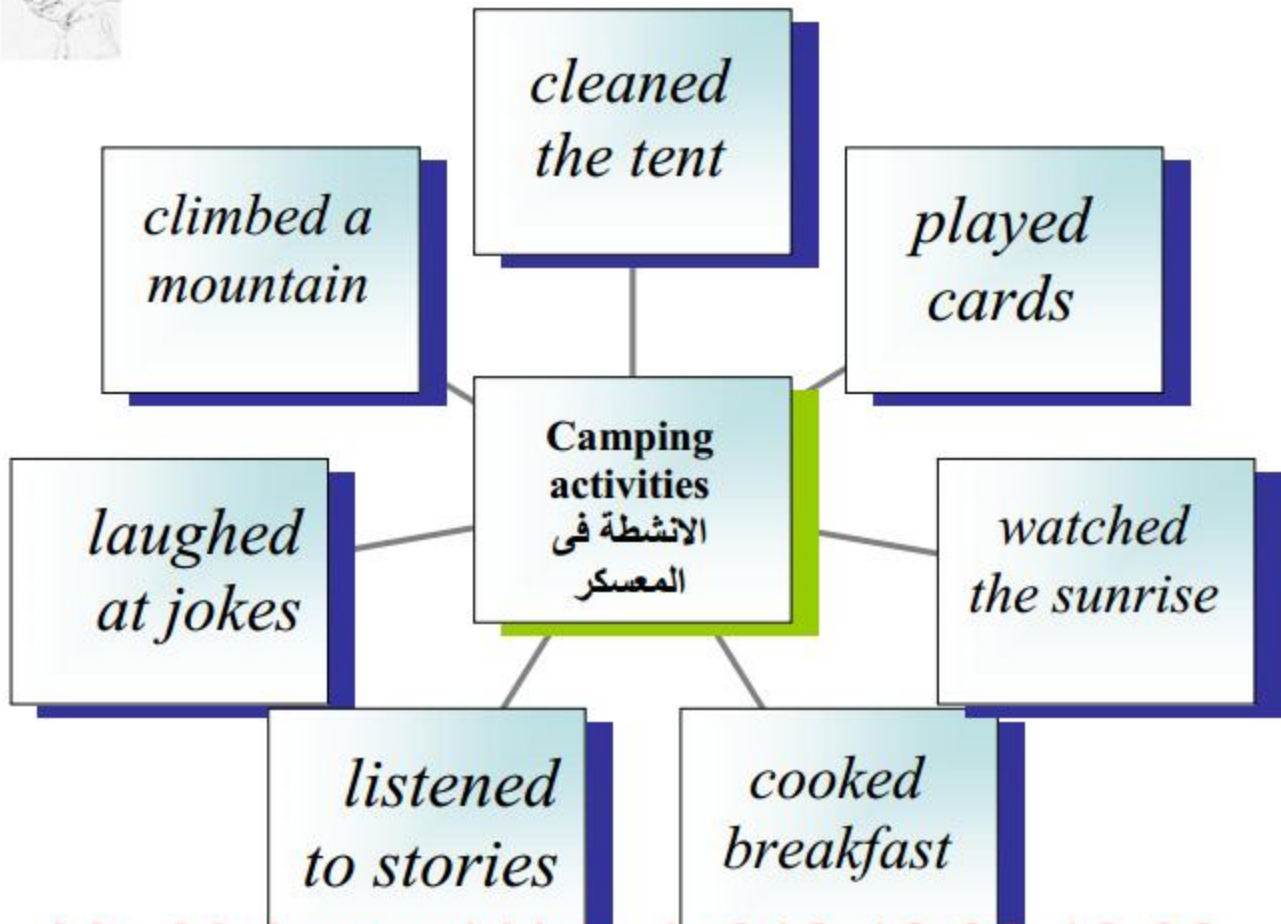 cleaned
the tent
climbed a
mountain
played
cards
Camping
activities
الانشطة فى
المعسكر
laughed
at jokes
watched
the sunrise
listened
to stories
cooked
breakfast